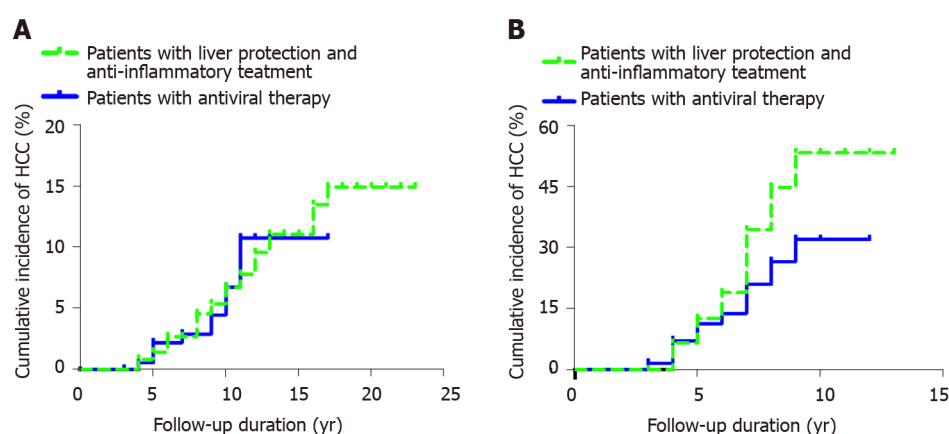 A
Patients with liver protection and
anti-inflammatory teatment
Patients with antiviral therapy
Cumulative incidence of HCC (%)
20
15
10
5
0
0 5 10 15 20 25
Follow-up duration (yr)
B
Patients with liver protection and
anti-inflammatory teatment
Patients with antiviral therapy
Cumulative incidence of HCC (%)
60
45
30
15
0
0 5 10 15
Follow-up duration (yr)